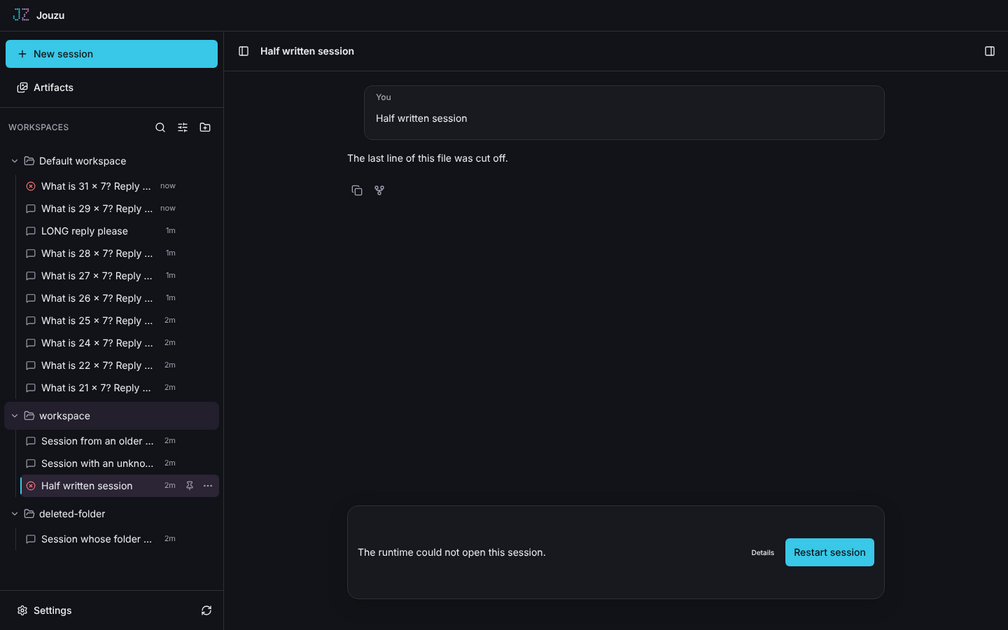 JZ Jouzu
New session
Artifacts
WORKSPACES
Default workspace
What is 31 × 7? Reply ... now
What is 29 × 7? Reply ... now
LONG reply please 1m
What is 28 × 7? Reply ... 1m
What is 27 × 7? Reply ... 1m
What is 26 × 7? Reply ... 1m
What is 25 × 7? Reply ... 2m
What is 24 × 7? Reply ... 2m
What is 22 × 7? Reply ... 2m
What is 21 × 7? Reply ... 2m
workspace
Session from an older ... 2m
Session with an unkno... 2m
Half written session 2m
deleted-folder
Session whose folder ... 2m
Settings
Half written session
You
Half written session
The last line of this file was cut off.
The runtime could not open this session.
Details
Restart session